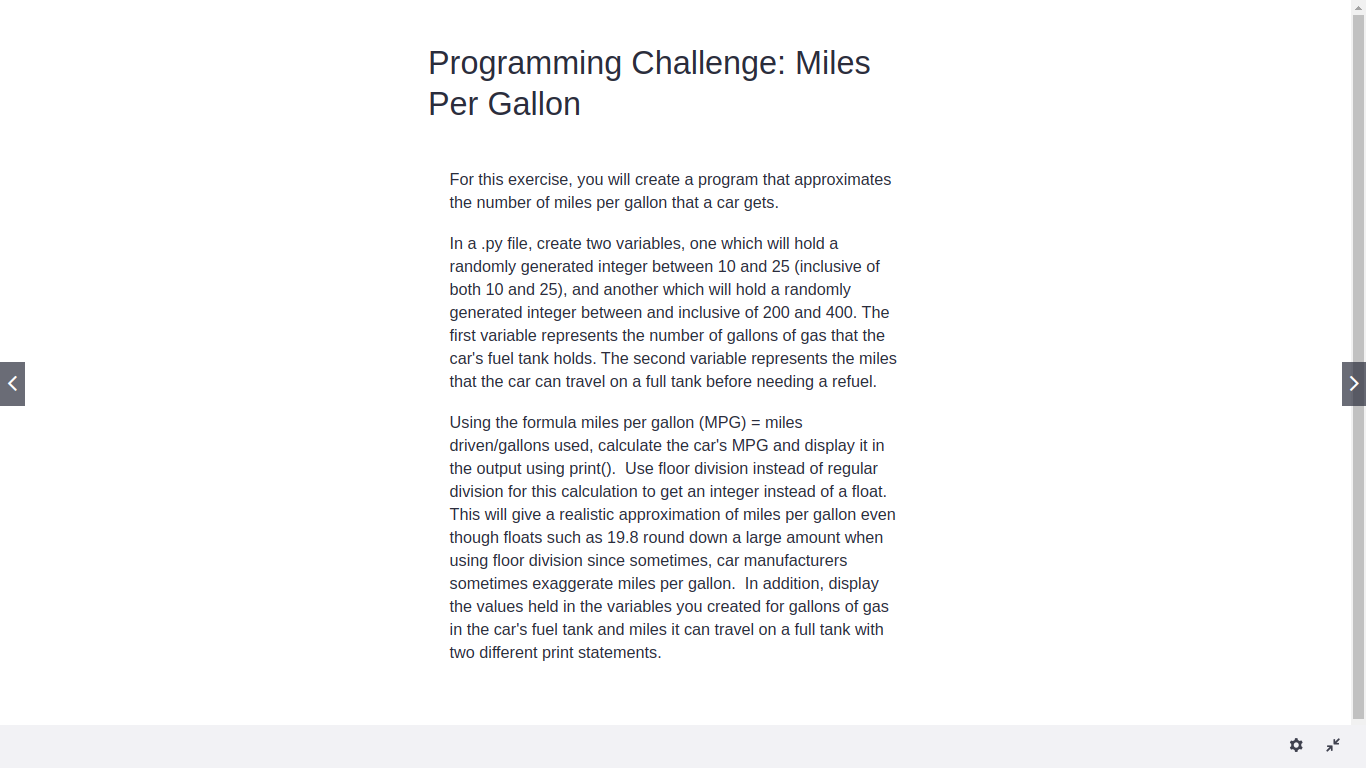 Programming Challenge: Miles
Per Gallon
For this exercise, you will create a program that approximates
the number of miles per gallon that a car gets.
In a .py file, create two variables, one which will hold a
randomly generated integer between 10 and 25 (inclusive of
both 10 and 25), and another which will hold a randomly
generated integer between and inclusive of 200 and 400. The
first variable represents the number of gallons of gas that the
car's fuel tank holds. The second variable represents the miles
that the car can travel on a full tank before needing a refuel.
Using the formula miles per gallon (MPG) = miles
driven/gallons used, calculate the car's MPG and display it in
the output using print().  Use floor division instead of regular
division for this calculation to get an integer instead of a float.
This will give a realistic approximation of miles per gallon even
though floats such as 19.8 round down a large amount when
using floor division since sometimes, car manufacturers
sometimes exaggerate miles per gallon.  In addition, display
the values held in the variables you created for gallons of gas
in the car's fuel tank and miles it can travel on a full tank with
two different print statements.